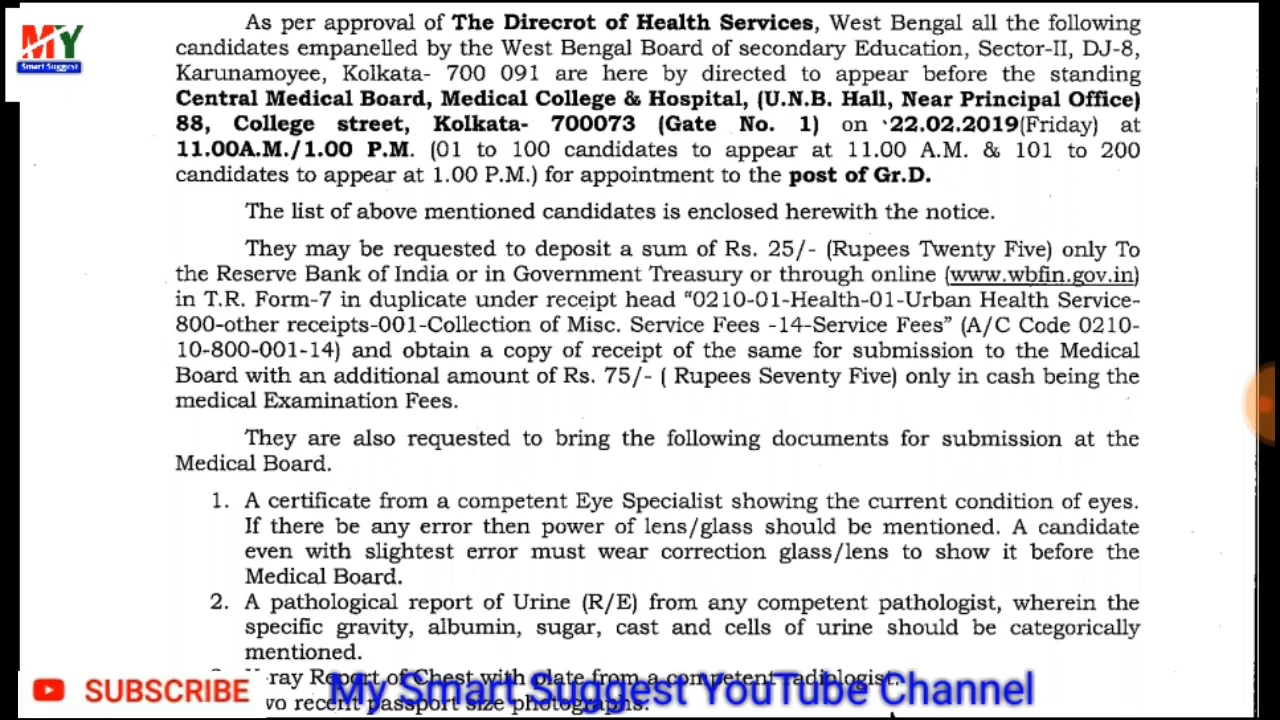 MY
Smart Suggest
As per approval of The Direcrot of Health Services, West Bengal all the following
candidates empanelled by the West Bengal Board of secondary Education, Sector-II, DJ-8,
Karunamoyee, Kolkata- 700 091 are here by directed to appear before the standing
Central Medical Board, Medical College & Hospital, (U.N.B. Hall, Near Principal Office)
88, College street, Kolkata- 700073 (Gate No. 1) on 22.02.2019(Friday) at
11.00A.M./1.00 P.M. (01 to 100 candidates to appear at 11.00 A.M. & 101 to 200
candidates to appear at 1.00 P.M.) for appointment to the post of Gr.D.
The list of above mentioned candidates is enclosed herewith the notice.
They may be requested to deposit a sum of Rs. 25/- (Rupees Twenty Five) only To
the Reserve Bank of India or in Government Treasury or through online (www.wbfin.gov.in)
in T.R. Form-7 in duplicate under receipt head "0210-01-Health-01-Urban Health Service-
800-other receipts-001-Collection of Misc. Service Fees -14-Service Fees" (A/C Code 0210-
10-800-001-14) and obtain a copy of receipt of the same for submission to the Medical
Board with an additional amount of Rs. 75/- ( Rupees Seventy Five) only in cash being the
medical Examination Fees.
They are also requested to bring the following documents for submission at the
Medical Board.
1. A certificate from a competent Eye Specialist showing the current condition of eyes.
If there be any error then power of lens/glass should be mentioned. A candidate
even with slightest error must wear correction glass/lens to show it before the
Medical Board.
2. A pathological report of Urine (R/E) from any competent pathologist, wherein the
specific gravity, albumin, sugar, cast and cells of urine should be categorically
mentioned.
ray Report of Chest with plate from a competent radiologist.
SUBSCRIBE My Smart Suggest YouTube Channel
recent passport size photographs.